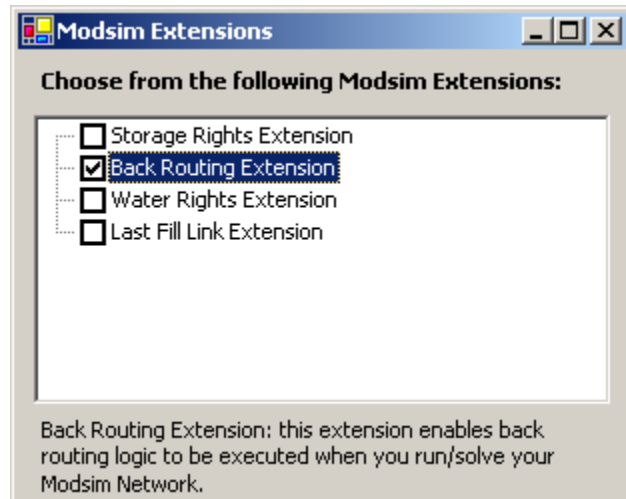 Modsim Extensions
Choose from the following Modsim Extensions:
Storage Rights Extension
Back Routing Extension
Water Rights Extension
Last Fill Link Extension
Back Routing Extension: this extension enables back
routing logic to be executed when you run/solve your
Modsim Network.